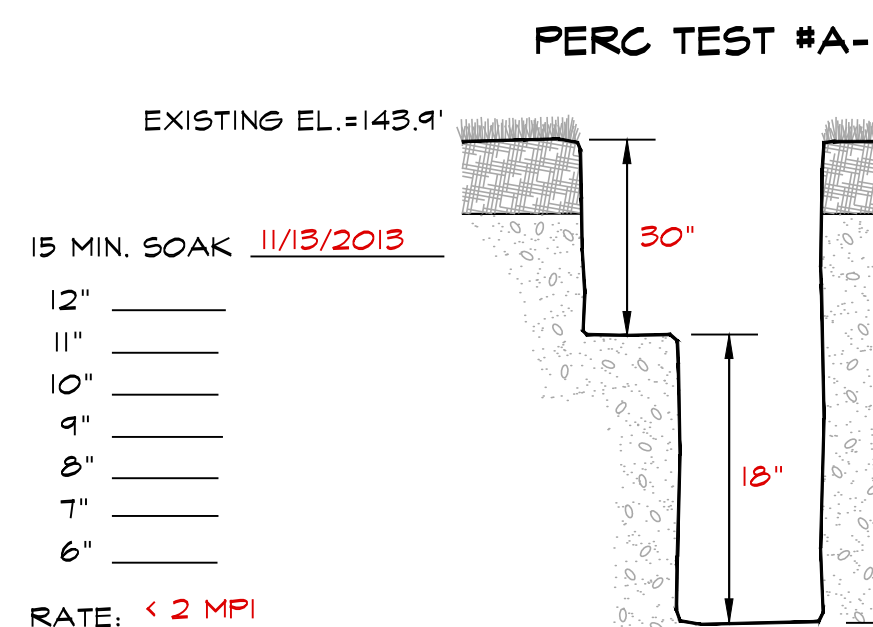 PERC TEST #A-
EXISTING EL.=143.9'
30"
15 MIN. SOAK 11/13/2013
12"
11"
10"
9"
8"
7"
6"
18"
RATE: < 2 MPI